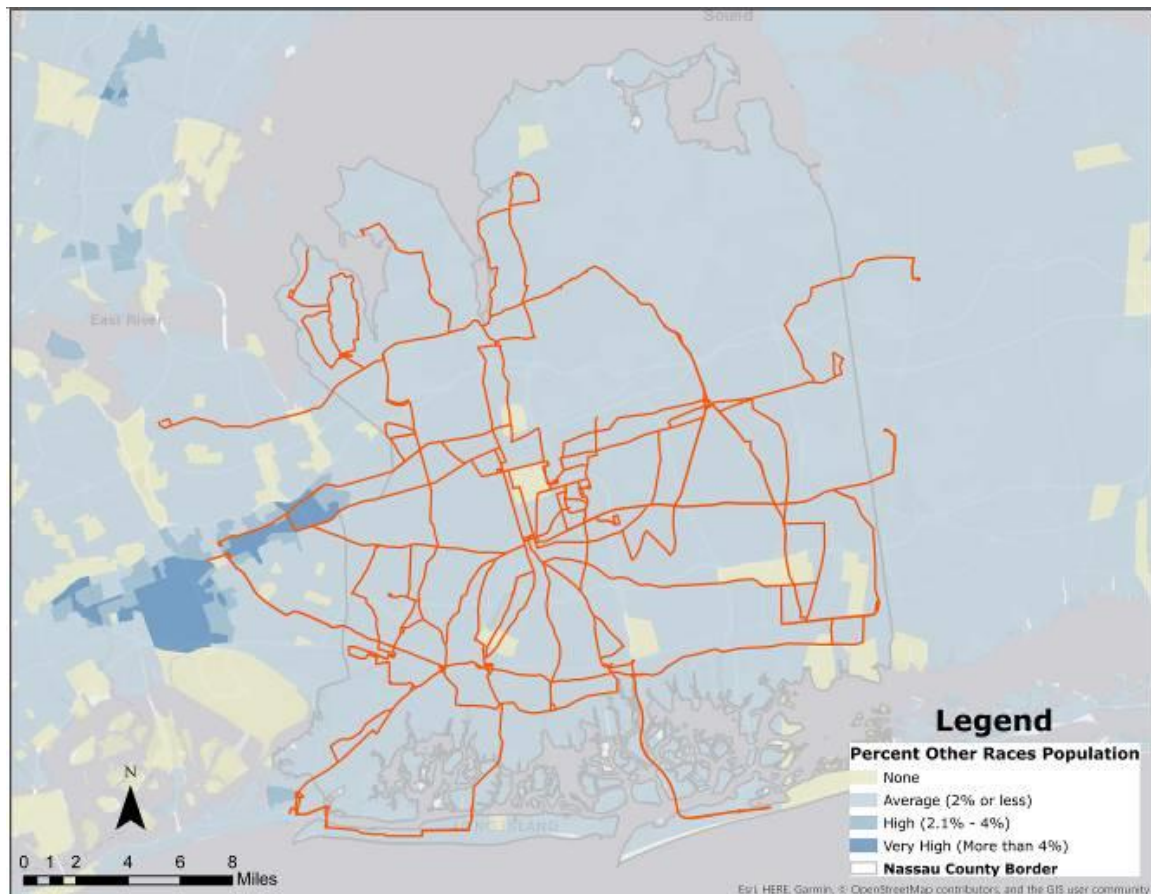 Sound
East River
LONG ISLAND
N
0 1 2 4 6 8
Miles
Legend
Percent Other Races Population
None
Average (2% or less)
High (2.1% - 4%)
Very High (More than 4%)
Nassau County Border
Esri, HERE, Garmin, © OpenStreetMap contributors, and the GIS user community